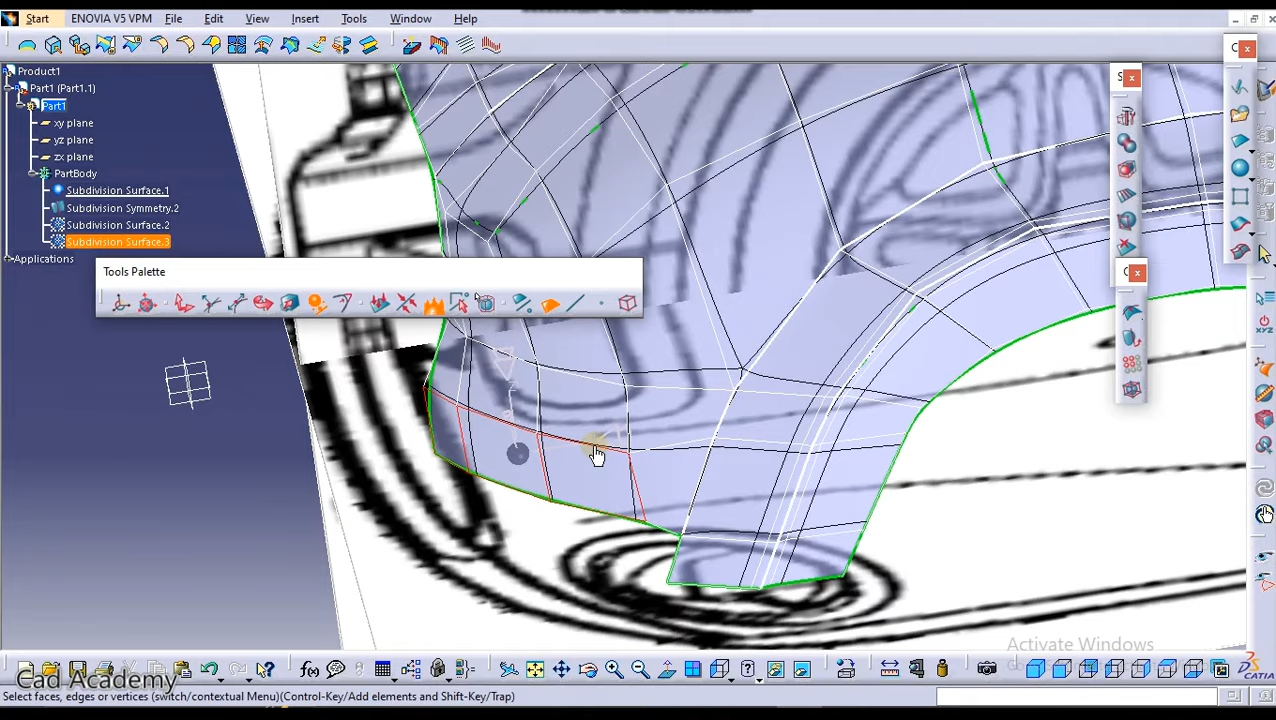 Start ENOVIA V5 VPM File Edit View Insert Tools Window Help
Product1
Part1 (Part1.1)
Part1
xy plane
yz plane
zx plane
PartBody
Subdivision Surface.1
Subdivision Symmetry.2
Subdivision Surface.2
Subdivision Surface.3
Applications
Tools Palette
Activate Windows
Cad Academy
CATIA
Select faces, edges or vertices (switch/contextual Menu)(Control-Key/Add elements and Shift-Key/Trap)